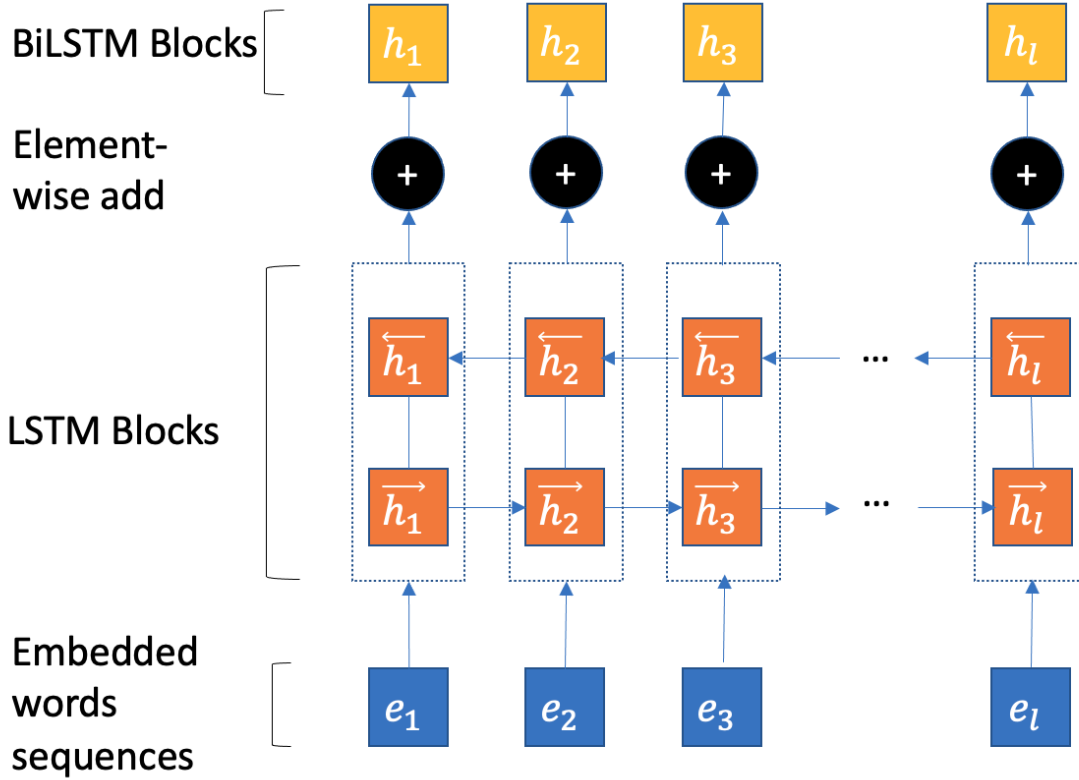 BiLSTM Blocks
h₁ h₂ h₃ hₗ
Element-
wise add
+ + + +
LSTM Blocks
←h₁ ←h₂ ←h₃ ... ←hₗ
→h₁ →h₂ →h₃ ... →hₗ
Embedded
words
sequences
e₁ e₂ e₃ eₗ